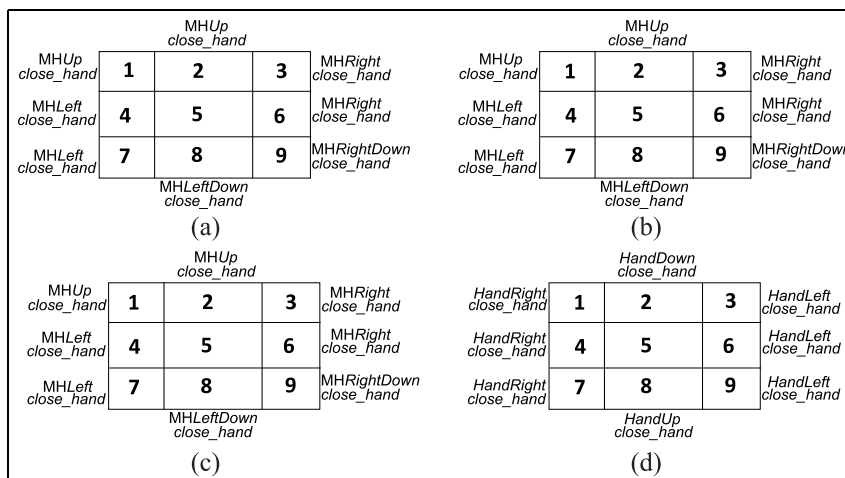 MHUp
close_hand
MHUp
close_hand
1 2 3
MHRight
close_hand
MHLeft
close_hand
4 5 6
MHRight
close_hand
MHLeft
close_hand
7 8 9
MHRightDown
close_hand
MHLeftDown
close_hand
(a)
MHUp
close_hand
MHUp
close_hand
1 2 3
MHRight
close_hand
MHLeft
close_hand
4 5 6
MHRight
close_hand
MHLeft
close_hand
7 8 9
MHRightDown
close_hand
MHLeftDown
close_hand
(b)
MHUp
close_hand
MHUp
close_hand
1 2 3
MHRight
close_hand
MHLeft
close_hand
4 5 6
MHRight
close_hand
MHLeft
close_hand
7 8 9
MHRightDown
close_hand
MHLeftDown
close_hand
(c)
HandDown
close_hand
HandRight
close_hand
1 2 3
HandLeft
close_hand
HandRight
close_hand
4 5 6
HandLeft
close_hand
HandRight
close_hand
7 8 9
HandLeft
close_hand
HandUp
close_hand
(d)